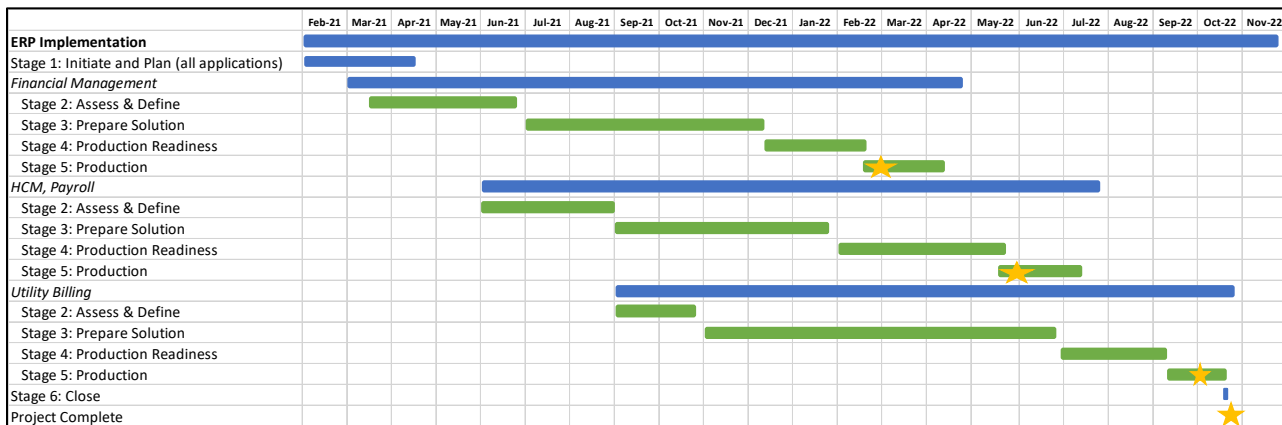 Feb-21 Mar-21 Apr-21 May-21 Jun-21 Jul-21 Aug-21 Sep-21 Oct-21 Nov-21 Dec-21 Jan-22 Feb-22 Mar-22 Apr-22 May-22 Jun-22 Jul-22 Aug-22 Sep-22 Oct-22 Nov-22
ERP Implementation
Stage 1: Initiate and Plan (all applications)
Financial Management
Stage 2: Assess & Define
Stage 3: Prepare Solution
Stage 4: Production Readiness
Stage 5: Production
HCM, Payroll
Stage 2: Assess & Define
Stage 3: Prepare Solution
Stage 4: Production Readiness
Stage 5: Production
Utility Billing
Stage 2: Assess & Define
Stage 3: Prepare Solution
Stage 4: Production Readiness
Stage 5: Production
Stage 6: Close
Project Complete